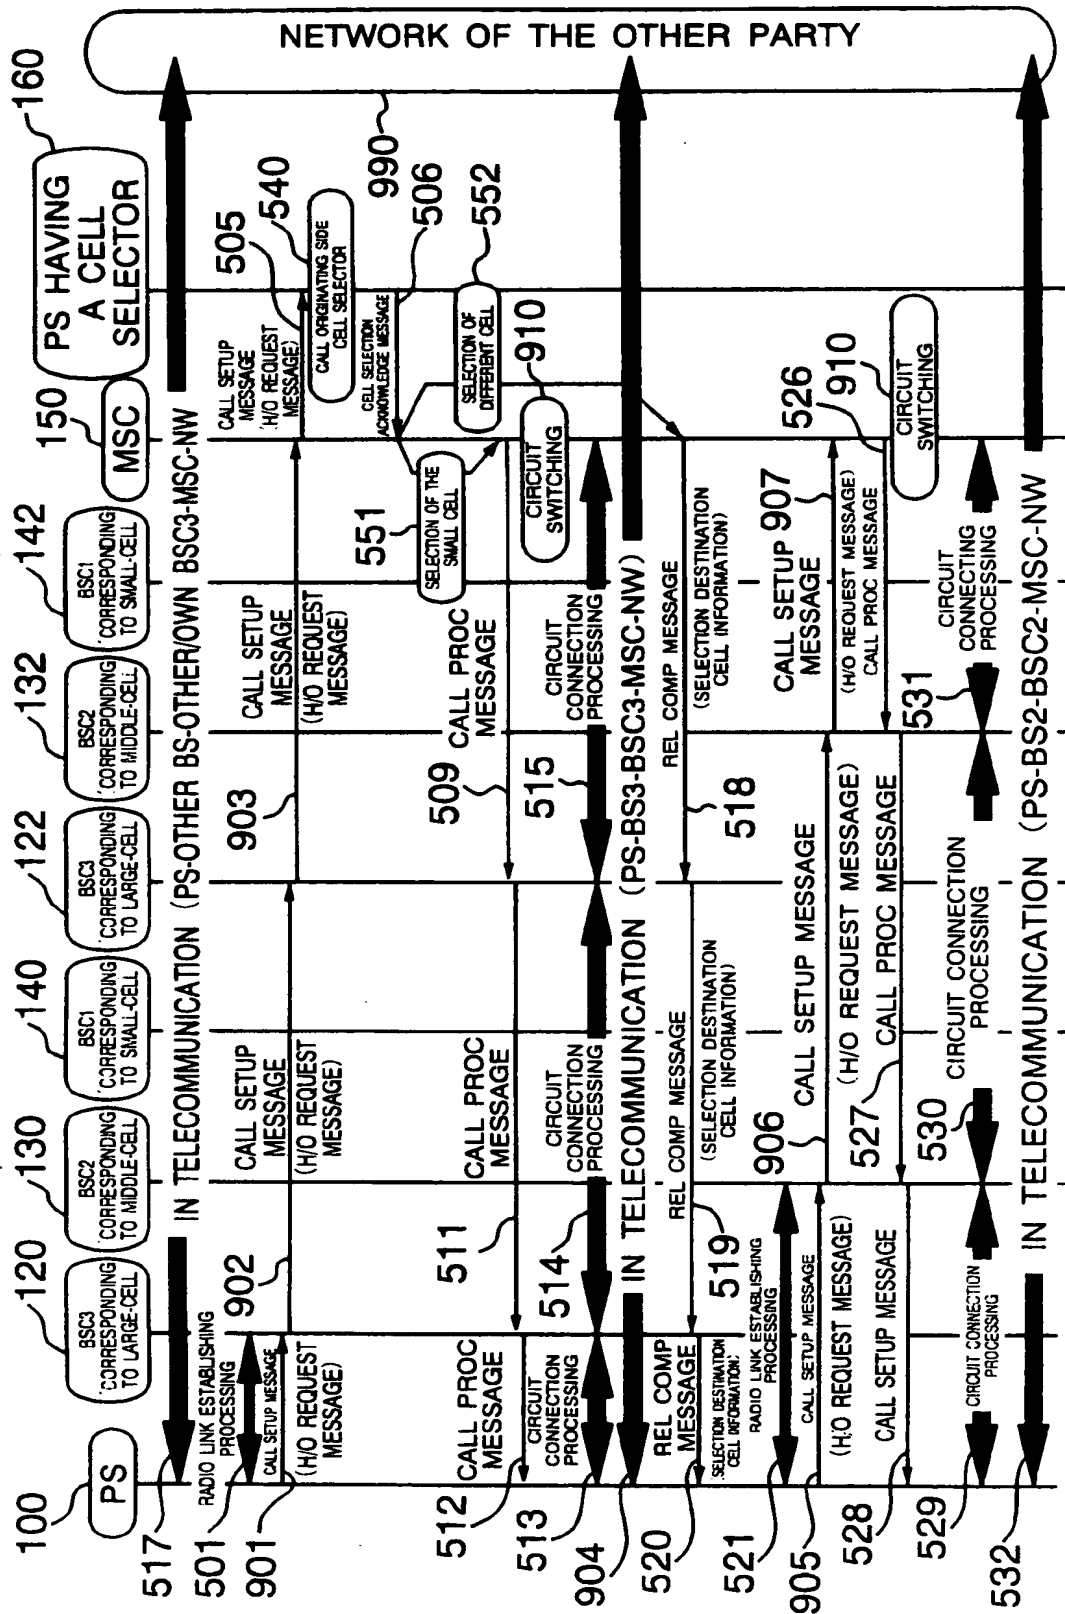 100
PS
120
BSC3
(CORRESPONDING)
TO LARGE-CELL
130
BSC2
(CORRESPONDING)
TO MIDDLE-CELL
140
BSC1
(CORRESPONDING)
TO SMALL-CELL
122
BSC3
(CORRESPONDING)
TO LARGE-CELL
132
BSC2
(CORRESPONDING)
TO MIDDLE-CELL
142
BSC1
(CORRESPONDING)
TO SMALL-CELL
150
MSC
160
PS HAVING
A CELL
SELECTOR
NETWORK OF THE OTHER PARTY
990
517
IN TELECOMMUNICATION (PS-OTHER BS-OTHER/OWN BSC3-MSC-NW
501
RADIO LINK ESTABLISHING
PROCESSING
901
CALL SETUP MESSAGE
(H/O REQUEST
MESSAGE)
902
CALL SETUP
MESSAGE
(H/O REQUEST
MESSAGE)
903
CALL SETUP
MESSAGE
(H/O REQUEST
MESSAGE)
505
CALL SETUP
MESSAGE
(H/O REQUEST
MESSAGE)
540
CALL ORIGINATING SIDE
CELL SELECTOR
506
CELL SELECTION
ACKNOWLEDGE MESSAGE
551
SELECTION OF THE
SMALL CELL
552
SELECTION OF
DIFFERENT CELL
509
CALL PROC
MESSAGE
511
CALL PROC
MESSAGE
512
CALL PROC
MESSAGE
910
CIRCUIT
SWITCHING
513
CIRCUIT
CONNECTION
PROCESSING
514
CIRCUIT
CONNECTION
PROCESSING
515
CIRCUIT
CONNECTION
PROCESSING
904
IN TELECOMMUNICATION (PS-BS3-BSC3-MSC-NW)
518
REL COMP MESSAGE
(SELECTION DESTINATION
CELL INFORMATION)
519
REL COMP MESSAGE
(SELECTION DESTINATION
CELL INFORMATION)
520
REL COMP
MESSAGE
(SELECTION DESTINATION
CELL INFORMATION)
521
RADIO LINK ESTABLISHING
PROCESSING
905
CALL SETUP MESSAGE
(H/O REQUEST MESSAGE)
906
CALL SETUP MESSAGE
(H/O REQUEST MESSAGE)
907
CALL SETUP
MESSAGE
(H/O REQUEST MESSAGE)
526
CALL PROC MESSAGE
527
CALL PROC MESSAGE
528
CALL SETUP MESSAGE
910
CIRCUIT
SWITCHING
529
CIRCUIT CONNECTION
PROCESSING
530
CIRCUIT CONNECTION
PROCESSING
531
CIRCUIT
CONNECTING
PROCESSING
532
IN TELECOMMUNICATION (PS-BS2-BSC2-MSC-NW